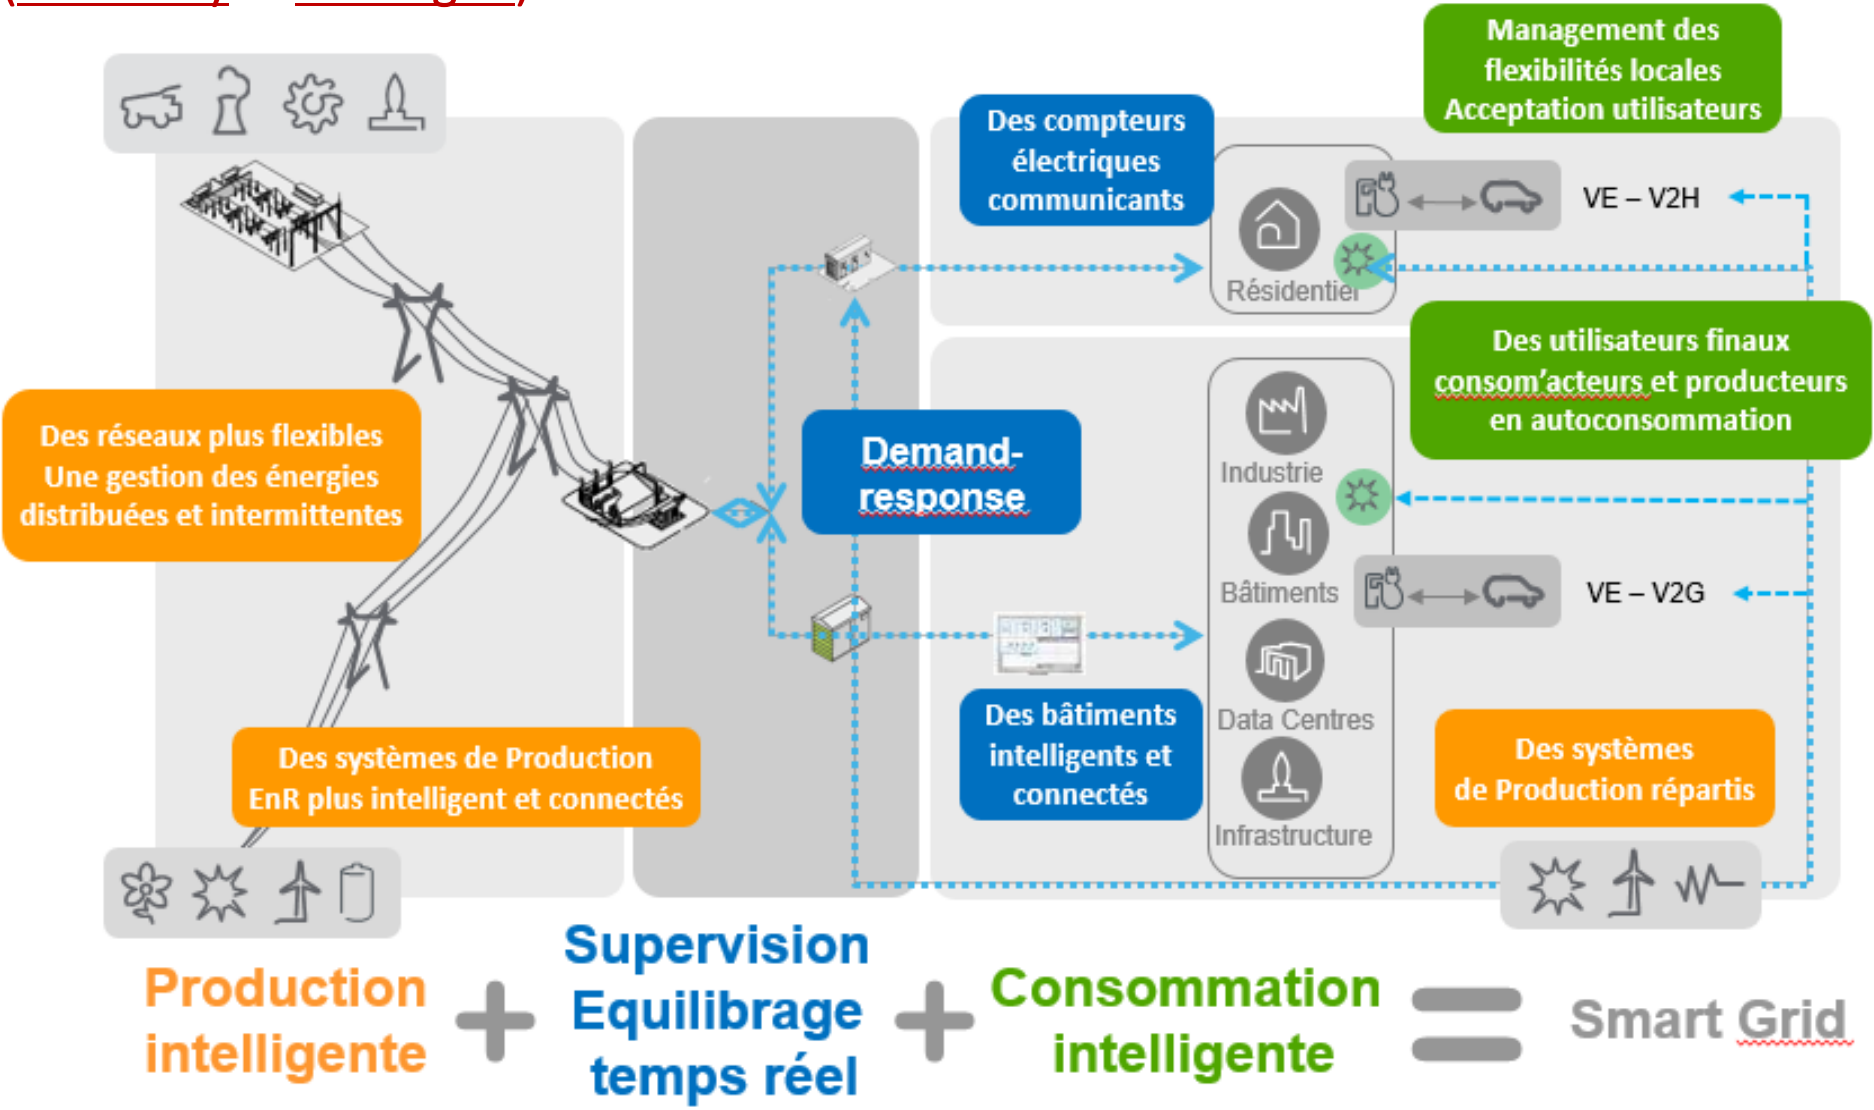 Management des
flexibilités locales
Acceptation utilisateurs
Des compteurs
électriques
communicants
VE – V2H
Résidentiel
Des utilisateurs finaux
consom'acteurs et producteurs
en autoconsommation
Des réseaux plus flexibles
Une gestion des énergies
distribuées et intermittentes
Demand-
response
Industrie
Bâtiments
VE – V2G
Data Centres
Infrastructure
Des bâtiments
intelligents et
connectés
Des systèmes de Production
EnR plus intelligent et connectés
Des systèmes
de Production répartis
Production
intelligente
+
Supervision
Equilibrage
temps réel
+
Consommation
intelligente
=
Smart Grid